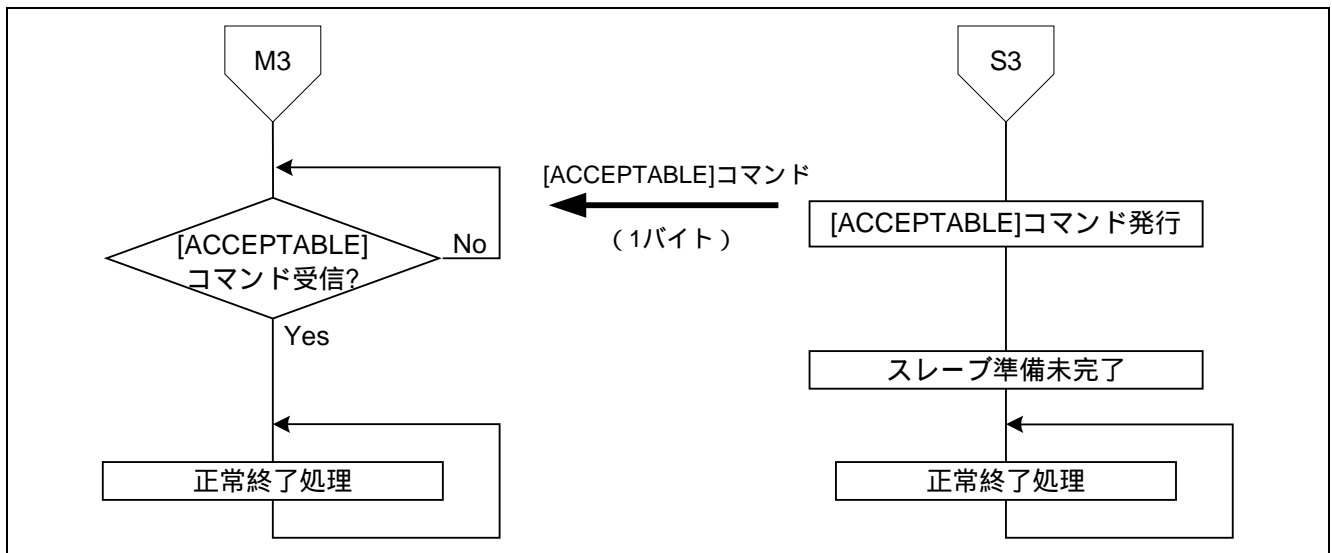 M3
S3
[ACCEPTABLE]コマンド
(1バイト)
[ACCEPTABLE]コマンド発行
[ACCEPTABLE]
コマンド受信?
No
Yes
スレーブ準備未完了
正常終了処理
正常終了処理